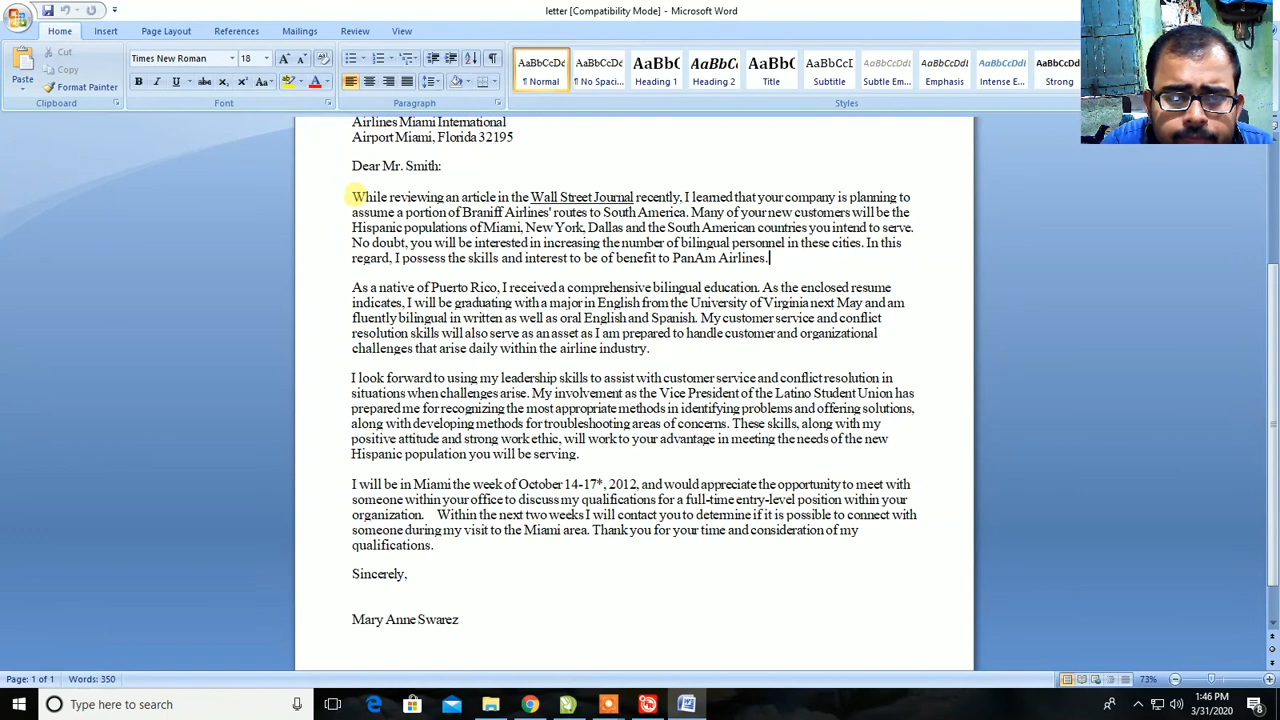 letter [Compatibility Mode] - Microsoft Word
Home Insert Page Layout References Mailings Review View
Paste
Cut
Copy
Format Painter
Clipboard
Times New Roman 18
B I U abc
Font
Paragraph
AaBbCcDc AaBbCcDc AaBbC AaBbC AaBbC AaBbCcI AaBbCcDdI AaBbCcDdI AaBbCcDdI AaBbCcDc
¶ Normal ¶ No Spaci... Heading 1 Heading 2 Title Subtitle Subtle Em... Emphasis Intense E... Strong
Styles
Airlines Miami International
Airport Miami, Florida 32195
Dear Mr. Smith:
While reviewing an article in the Wall Street Journal recently, I learned that your company is planning to
assume a portion of Braniff Airlines' routes to South America. Many of your new customers will be the
Hispanic populations of Miami, New York, Dallas and the South American countries you intend to serve.
No doubt, you will be interested in increasing the number of bilingual personnel in these cities. In this
regard, I possess the skills and interest to be of benefit to PanAm Airlines.
As a native of Puerto Rico, I received a comprehensive bilingual education. As the enclosed resume
indicates, I will be graduating with a major in English from the University of Virginia next May and am
fluently bilingual in written as well as oral English and Spanish. My customer service and conflict
resolution skills will also serve as an asset as I am prepared to handle customer and organizational
challenges that arise daily within the airline industry.
I look forward to using my leadership skills to assist with customer service and conflict resolution in
situations when challenges arise. My involvement as the Vice President of the Latino Student Union has
prepared me for recognizing the most appropriate methods in identifying problems and offering solutions,
along with developing methods for troubleshooting areas of concerns. These skills, along with my
positive attitude and strong work ethic, will work to your advantage in meeting the needs of the new
Hispanic population you will be serving.
I will be in Miami the week of October 14-17*, 2012, and would appreciate the opportunity to meet with
someone within your office to discuss my qualifications for a full-time entry-level position within your
organization. Within the next two weeks I will contact you to determine if it is possible to connect with
someone during my visit to the Miami area. Thank you for your time and consideration of my
qualifications.
Sincerely,
Mary Anne Swarez
Page: 1 of 1 Words: 350 73%
Type here to search
1:46 PM
3/31/2020